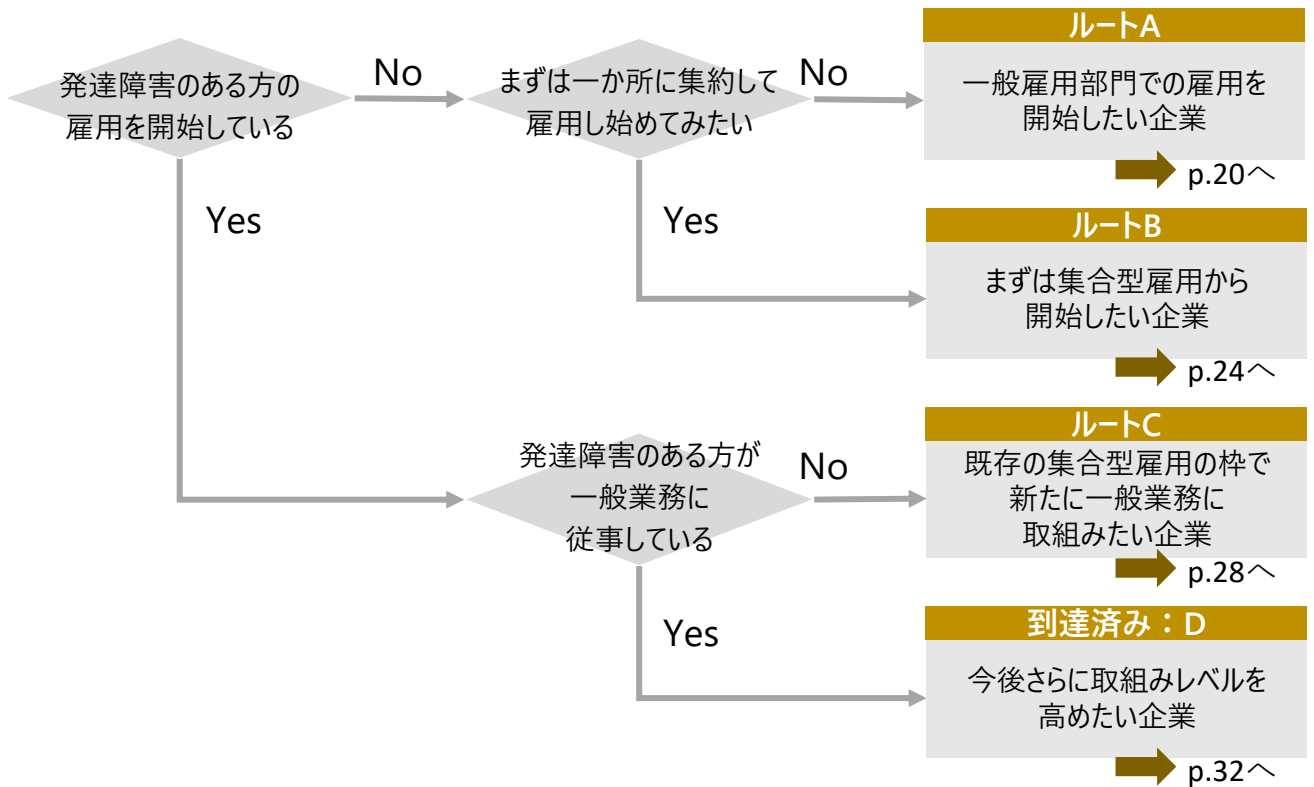 発達障害のある方の
雇用を開始している
No
まずは一か所に集約して
雇用し始めてみたい
No
ルートA
一般雇用部門での雇用を
開始したい企業
p.20へ
Yes
Yes
ルートB
まずは集合型雇用から
開始したい企業
p.24へ
発達障害のある方が
一般業務に
従事している
No
ルートC
既存の集合型雇用の枠で
新たに一般業務に
取組みたい企業
p.28へ
Yes
到達済み：D
今後さらに取組みレベルを
高めたい企業
p.32へ